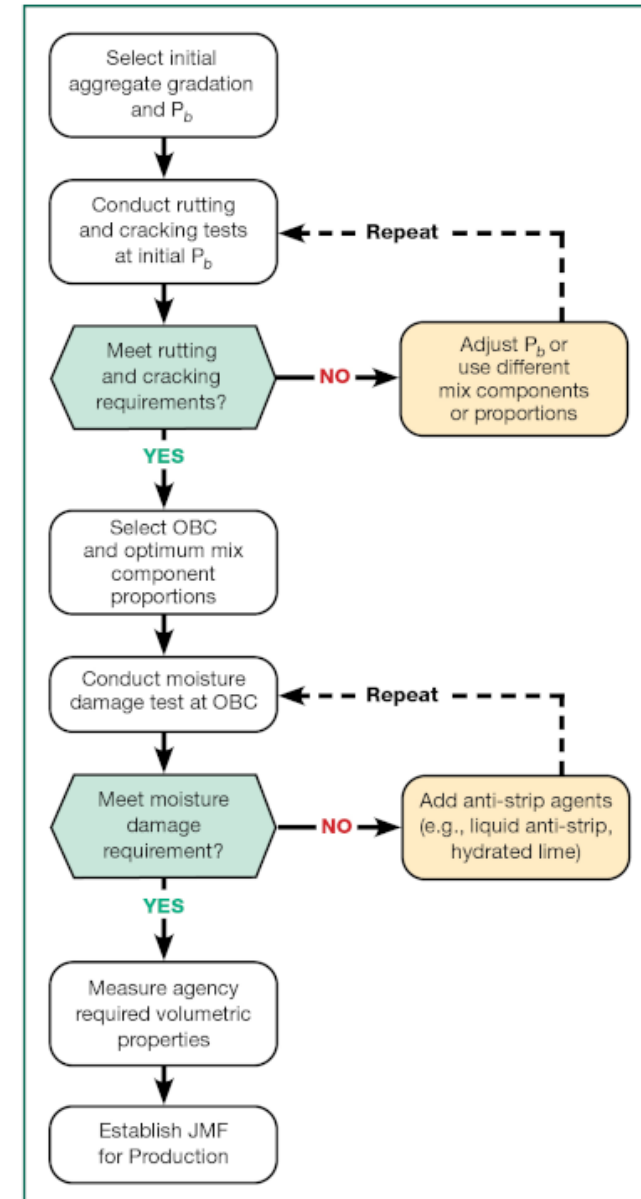 Select initial
aggregate gradation
and Pb
Conduct rutting
and cracking tests
at initial Pb
Repeat
Meet rutting
and cracking
requirements?
NO
Adjust Pb or
use different
mix components
or proportions
YES
Select OBC
and optimum mix
component
proportions
Conduct moisture
damage test at OBC
Repeat
Meet moisture
damage
requirement?
NO
Add anti-strip agents
(e.g., liquid anti-strip,
hydrated lime)
YES
Measure agency
required volumetric
properties
Establish JMF
for Production